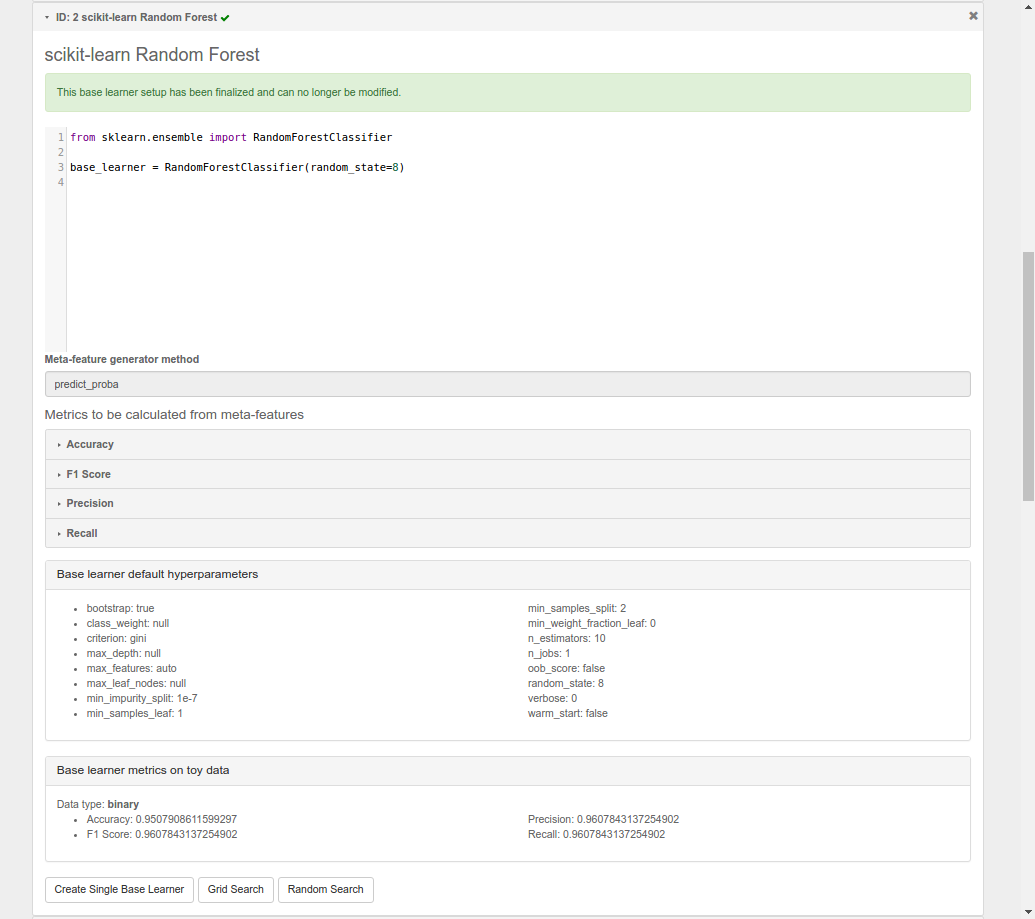 ID: 2 scikit-learn Random Forest
scikit-learn Random Forest
This base learner setup has been finalized and can no longer be modified.
1 from sklearn.ensemble import RandomForestClassifier
2
3 base_learner = RandomForestClassifier(random_state=8)
4
Meta-feature generator method
predict_proba
Metrics to be calculated from meta-features
Accuracy
F1 Score
Precision
Recall
Base learner default hyperparameters
bootstrap: true
class_weight: null
criterion: gini
max_depth: null
max_features: auto
max_leaf_nodes: null
min_impurity_split: 1e-7
min_samples_leaf: 1
min_samples_split: 2
min_weight_fraction_leaf: 0
n_estimators: 10
n_jobs: 1
oob_score: false
random_state: 8
verbose: 0
warm_start: false
Base learner metrics on toy data
Data type: binary
Accuracy: 0.9507908611599297
F1 Score: 0.9607843137254902
Precision: 0.9607843137254902
Recall: 0.9607843137254902
Create Single Base Learner
Grid Search
Random Search